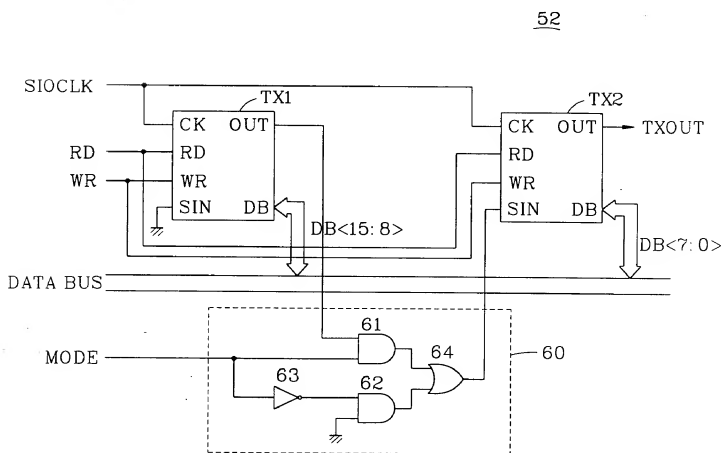 52
SIOCLK
TX1
TX2
CK OUT
CK OUT
TXOUT
RD
RD
RD
WR
WR
WR
SIN DB
SIN DB
DB<15:8>
DB<7:0>
DATA BUS
61
64
60
MODE
63
62